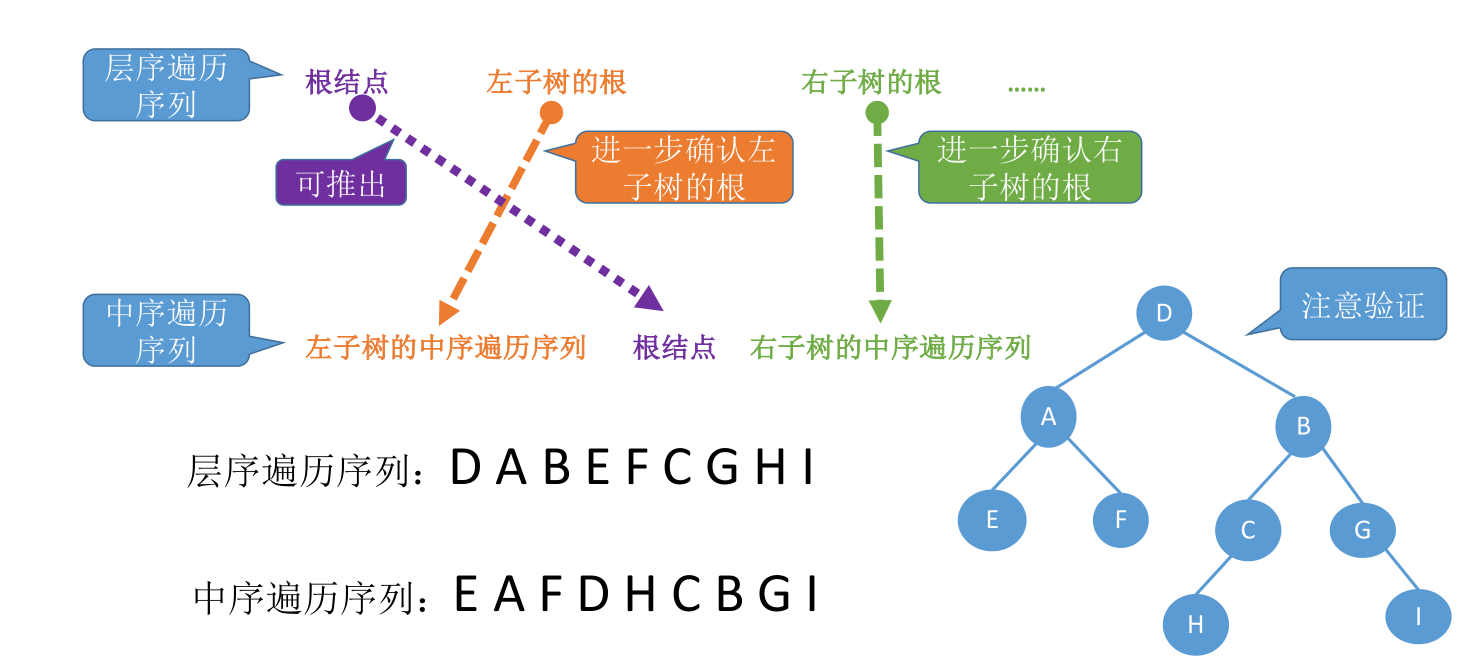 层序遍历
序列
根结点
左子树的根
右子树的根
......
可推出
进一步确认左
子树的根
进一步确认右
子树的根
中序遍历
序列
左子树的中序遍历序列
根结点
右子树的中序遍历序列
注意验证
D
A
B
E
F
C
G
H
I
层序遍历序列：D A B E F C G H I
中序遍历序列：E A F D H C B G I